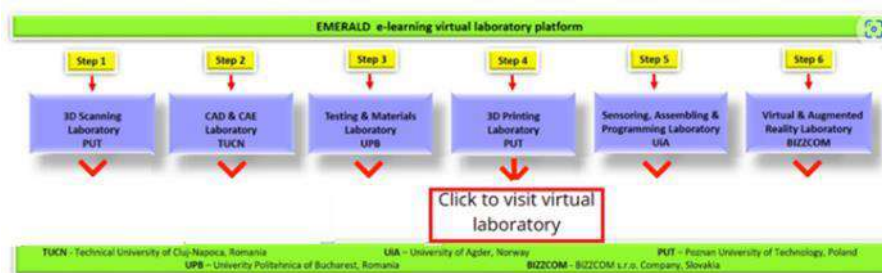 EMERALD e-learning virtual laboratory platform
Step 1
Step 2
Step 3
Step 4
Step 5
Step 6
3D Scanning
Laboratory
PUT
CAD & CAE
Laboratory
TUCN
Testing & Materials
Laboratory
UPB
3D Printing
Laboratory
PUT
Sensoring, Assembling &
Programming Laboratory
UiA
Virtual & Augmented
Reality Laboratory
BIZZCOM
Click to visit virtual
laboratory
TUCN - Technical University of Cluj-Napoca, Romania
UiA – University of Agder, Norway
PUT – Poznan University of Technology, Poland
UPB – Univerity Politehnica of Bucharest, Romania
BIZZCOM - BiZZCOM s.r.o. Company, Slovakia